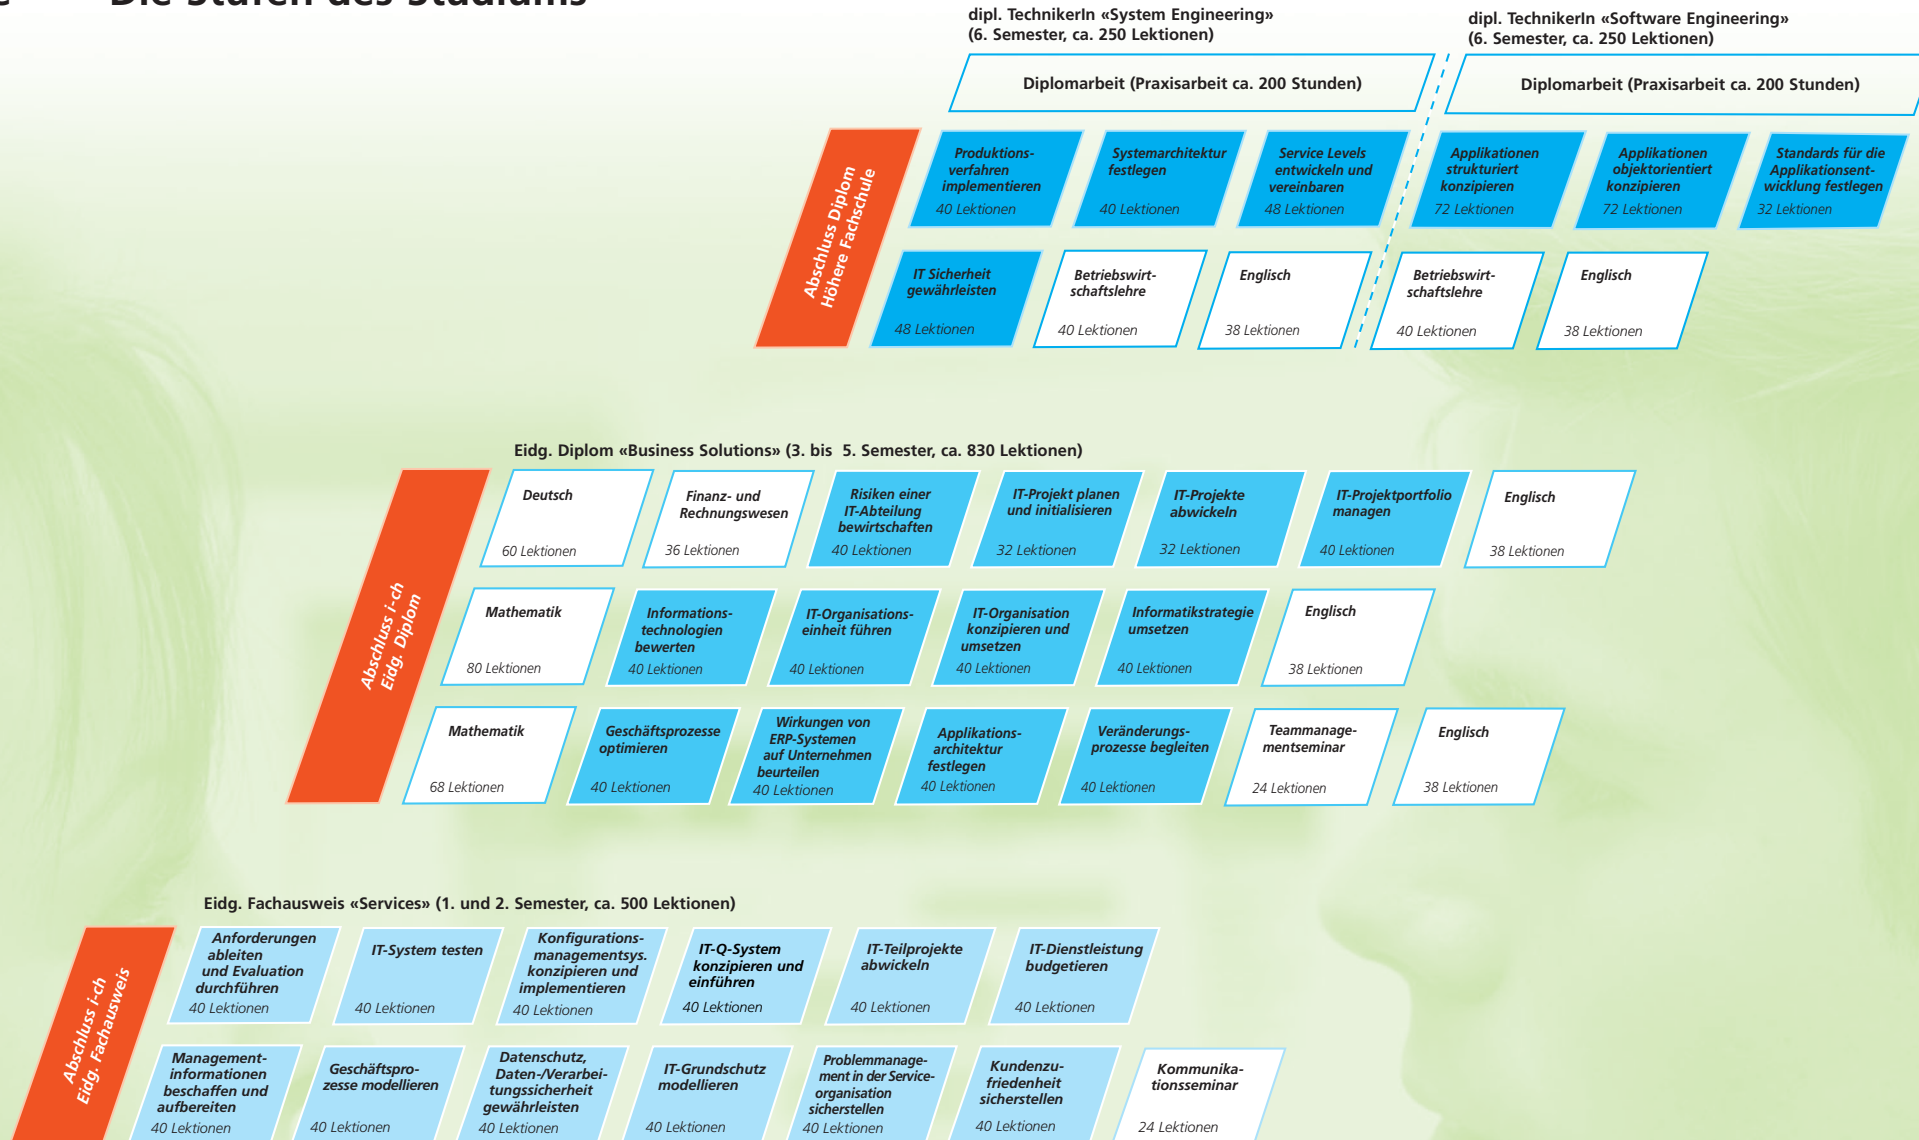 Die Stufen des Studiums
dipl. TechnikerIn «System Engineering»
(6. Semester, ca. 250 Lektionen)
dipl. TechnikerIn «Software Engineering»
(6. Semester, ca. 250 Lektionen)
Diplomarbeit (Praxisarbeit ca. 200 Stunden)
Diplomarbeit (Praxisarbeit ca. 200 Stunden)
Abschluss Diplom
Höhere Fachschule
Produktions-
verfahren
implementieren
40 Lektionen
Systemarchitektur
festlegen
40 Lektionen
Service Levels
entwickeln und
vereinbaren
48 Lektionen
Applikationen
strukturiert
konzipieren
72 Lektionen
Applikationen
objektorientiert
konzipieren
72 Lektionen
Standards für die
Applikationsent-
wicklung festlegen
32 Lektionen
IT Sicherheit
gewährleisten
48 Lektionen
Betriebswirt-
schaftslehre
40 Lektionen
Englisch
38 Lektionen
Betriebswirt-
schaftslehre
40 Lektionen
Englisch
38 Lektionen
Eidg. Diplom «Business Solutions» (3. bis  5. Semester, ca. 830 Lektionen)
Abschluss i-ch
Eidg. Diplom
Deutsch
60 Lektionen
Finanz- und
Rechnungswesen
36 Lektionen
Risiken einer
IT-Abteilung
bewirtschaften
40 Lektionen
IT-Projekt planen
und initialisieren
32 Lektionen
IT-Projekte
abwickeln
32 Lektionen
IT-Projektportfolio
managen
40 Lektionen
Englisch
38 Lektionen
Mathematik
80 Lektionen
Informations-
technologien
bewerten
40 Lektionen
IT-Organisations-
einheit führen
40 Lektionen
IT-Organisation
konzipieren und
umsetzen
40 Lektionen
Informatikstrategie
umsetzen
40 Lektionen
Englisch
38 Lektionen
Mathematik
68 Lektionen
Geschäftsprozesse
optimieren
40 Lektionen
Wirkungen von
ERP-Systemen
auf Unternehmen
beurteilen
40 Lektionen
Applikations-
architektur
festlegen
40 Lektionen
Veränderungs-
prozesse begleiten
40 Lektionen
Teammanage-
mentseminar
24 Lektionen
Englisch
38 Lektionen
Eidg. Fachausweis «Services» (1. und 2. Semester, ca. 500 Lektionen)
Abschluss i-ch
Eidg. Fachausweis
Anforderungen
ableiten
und Evaluation
durchführen
40 Lektionen
IT-System testen
40 Lektionen
Konfigurations-
managementsys.
konzipieren und
implementieren
40 Lektionen
IT-Q-System
konzipieren und
einführen
40 Lektionen
IT-Teilprojekte
abwickeln
40 Lektionen
IT-Dienstleistung
budgetieren
40 Lektionen
Management-
informationen
beschaffen und
aufbereiten
40 Lektionen
Geschäftspro-
zesse modellieren
40 Lektionen
Datenschutz,
Daten-/Verarbei-
tungssicherheit
gewährleisten
40 Lektionen
IT-Grundschutz
modellieren
40 Lektionen
Problemmanage-
ment in der Service-
organisation
sicherstellen
40 Lektionen
Kundenzu-
friedenheit
sicherstellen
40 Lektionen
Kommunika-
tionsseminar
24 Lektionen